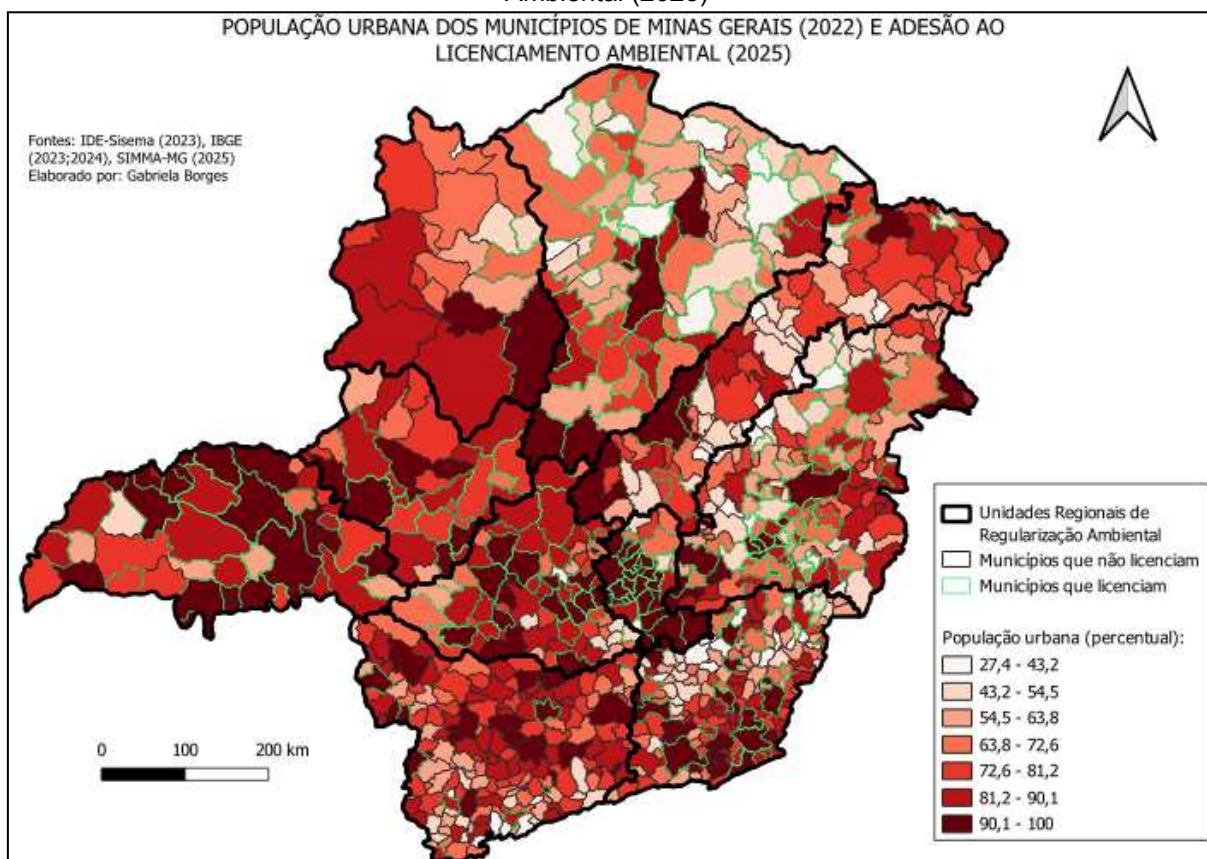 Ambiental (2025)
POPULAÇÃO URBANA DOS MUNICÍPIOS DE MINAS GERAIS (2022) E ADESÃO AO
LICENCIAMENTO AMBIENTAL (2025)
Fontes: IDE-Sisema (2023), IBGE
(2023;2024), SIMMA-MG (2025)
Elaborado por: Gabriela Borges
Unidades Regionais de
Regularização Ambiental
Municípios que não licenciam
Municípios que licenciam
População urbana (percentual):
27,4 - 43,2
43,2 - 54,5
54,5 - 63,8
63,8 - 72,6
72,6 - 81,2
81,2 - 90,1
90,1 - 100
0 100 200 km